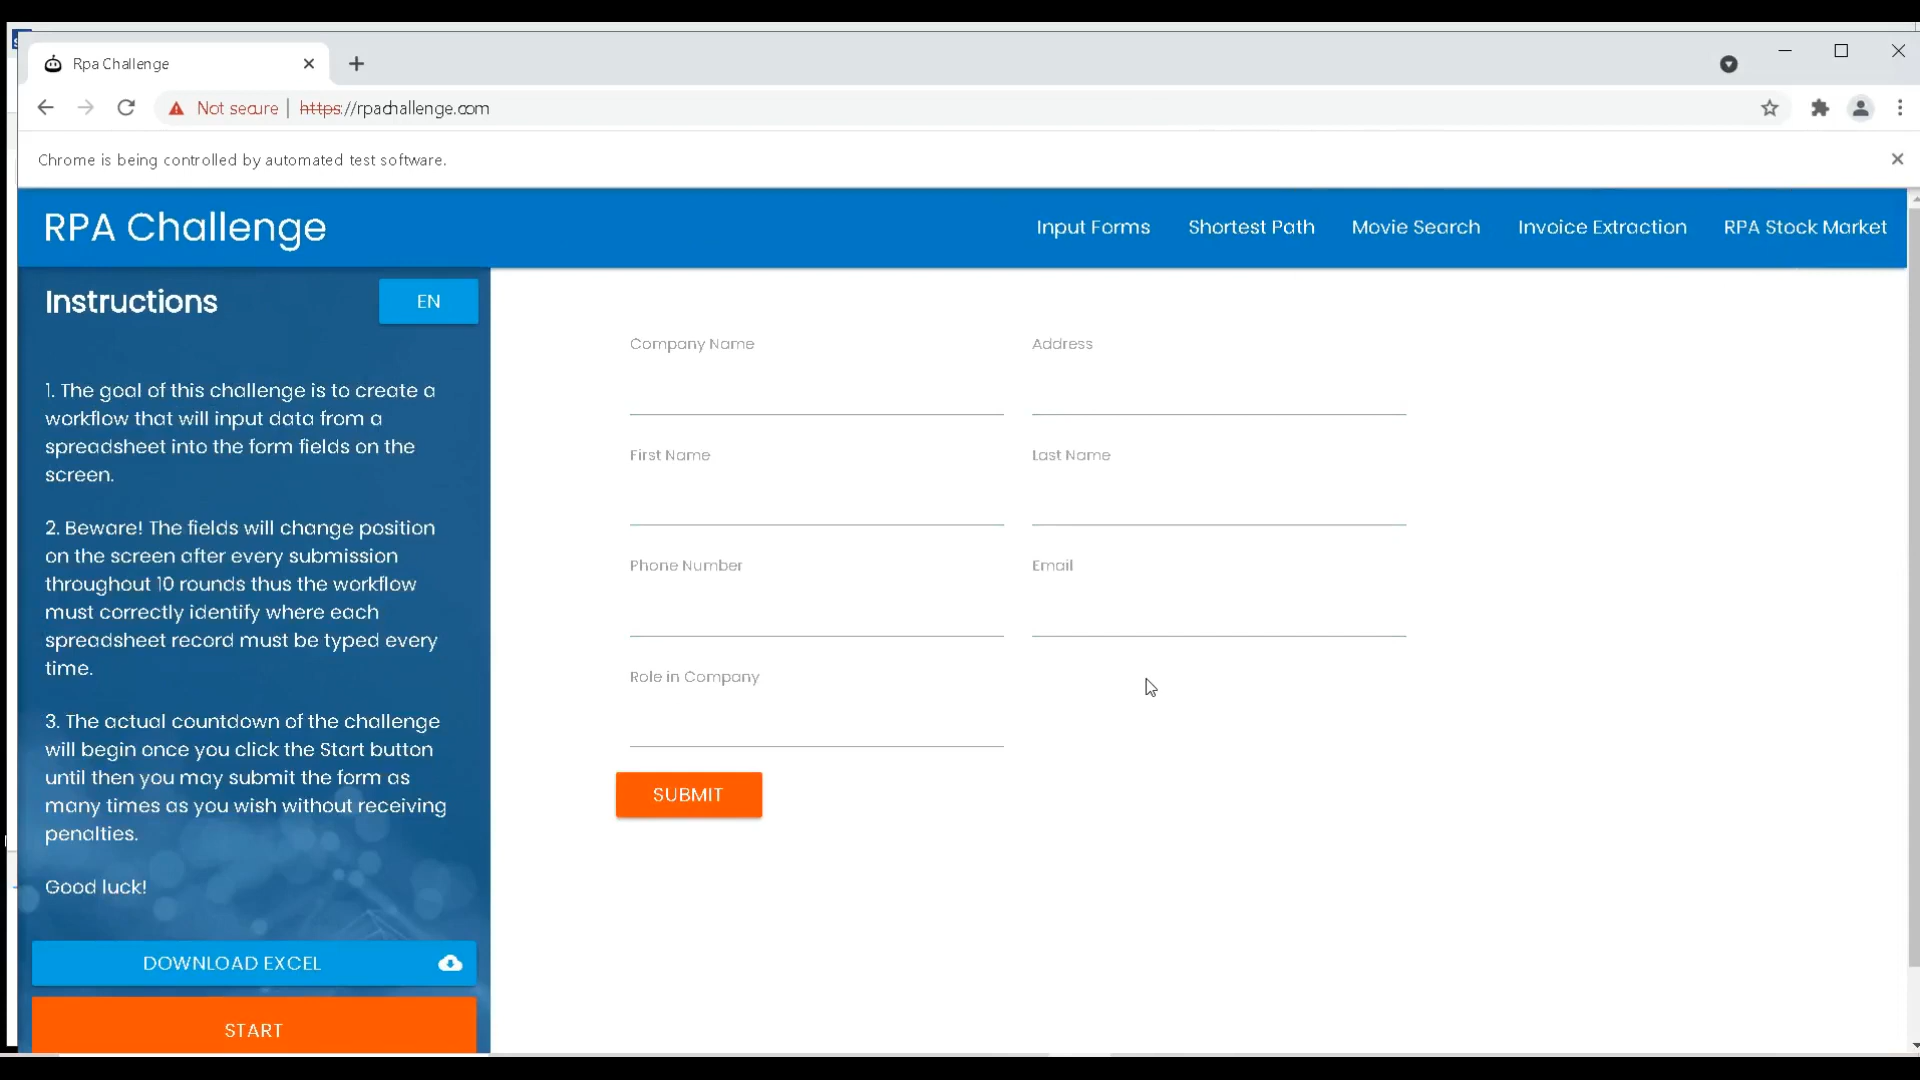 Rpa Challenge
Not secure | https://rpachallenge.com
Chrome is being controlled by automated test software.
RPA Challenge
Input Forms
Shortest Path
Movie Search
Invoice Extraction
RPA Stock Market
Instructions
EN
1. The goal of this challenge is to create a
workflow that will input data from a
spreadsheet into the form fields on the
screen.
2. Beware! The fields will change position
on the screen after every submission
throughout 10 rounds thus the workflow
must correctly identify where each
spreadsheet record must be typed every
time.
3. The actual countdown of the challenge
will begin once you click the Start button
until then you may submit the form as
many times as you wish without receiving
penalties.
Good luck!
DOWNLOAD EXCEL
START
Company Name
Address
First Name
Last Name
Phone Number
Email
Role in Company
SUBMIT